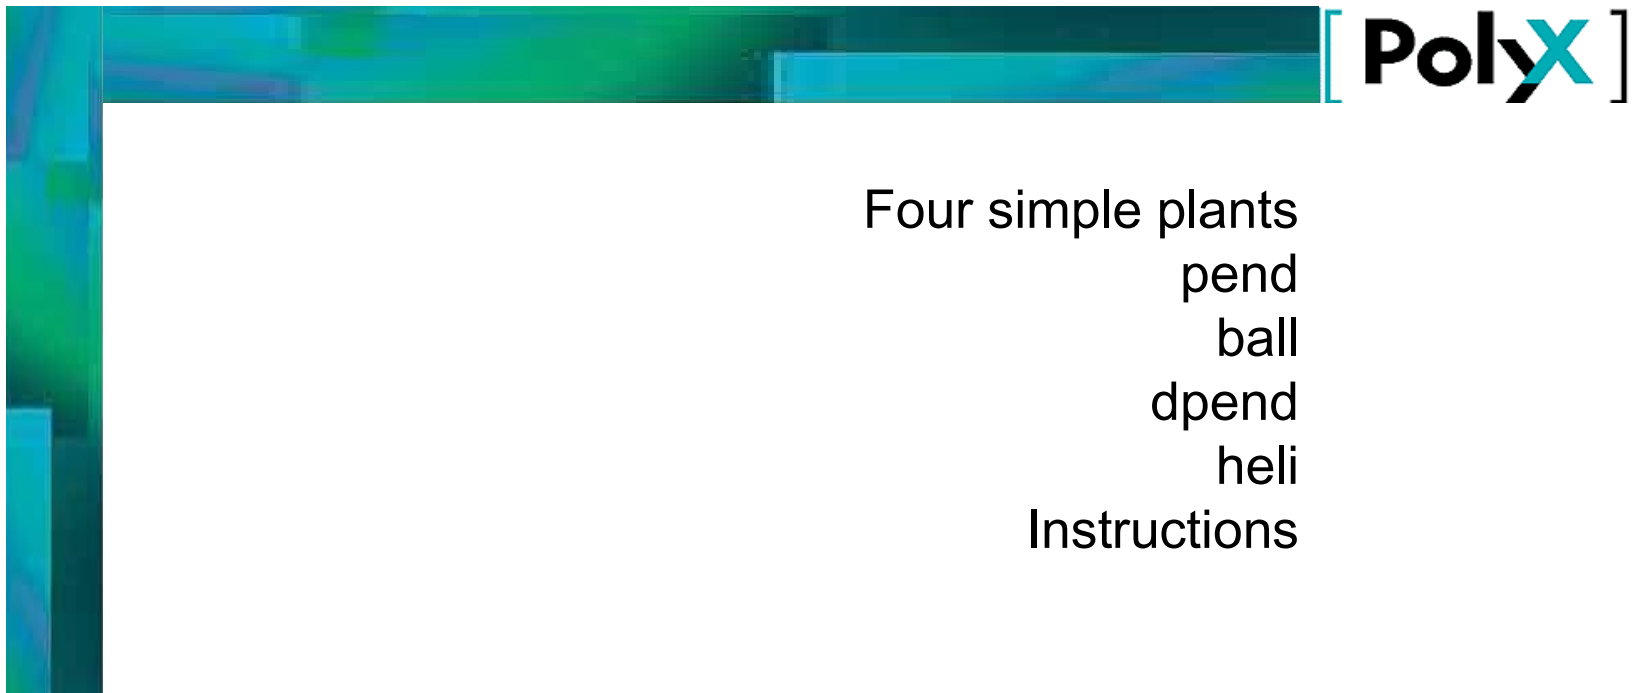 [ PolyX ]
Four simple plants
pend
ball
dpend
heli
Instructions